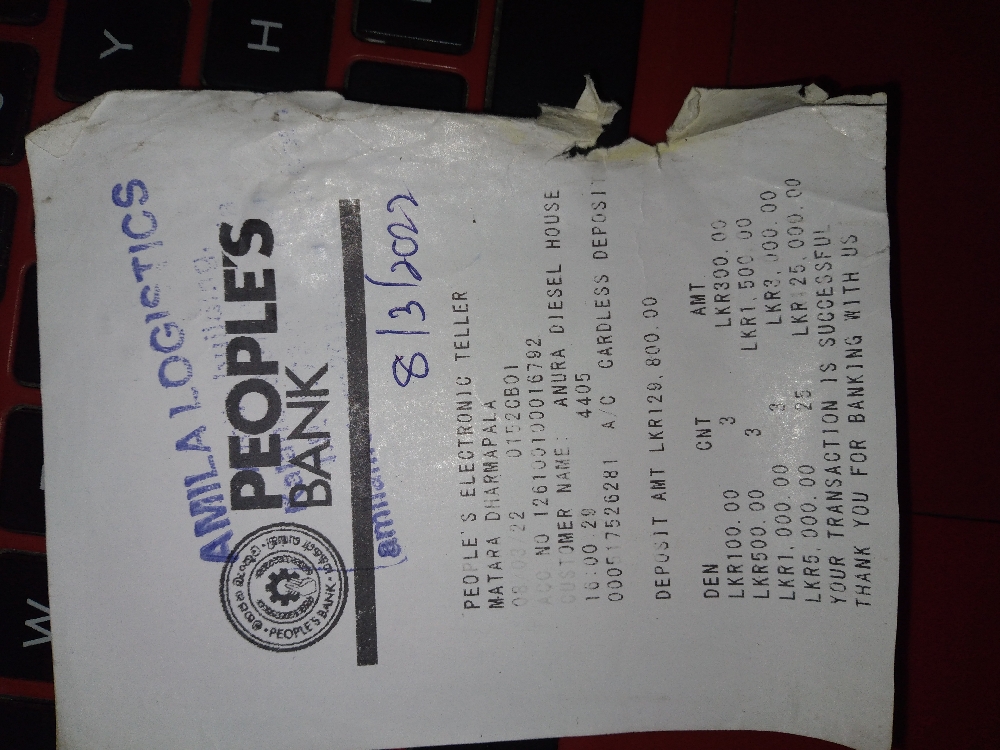 AMILA LOGISTICS
PEOPLE'S
BANK
PEOPLE'S BANK
8/3/2022
PEOPLE'S ELECTRONIC TELLER
MATARA DHARMAPALA
08/03/22 0152CB01
ACC NO 126100100016792
CUSTOMER NAME: ANURA DIESEL HOUSE
16:00:29 4405
000517526281 A/C CARDLESS DEPOSIT
DEPOSIT AMT LKR129,800.00
DEN CNT AMT
LKR100.00 3 LKR300.00
LKR500.00 3 LKR1,500.00
LKR1,000.00 3 LKR3,000.00
LKR5,000.00 25 LKR125,000.00
YOUR TRANSACTION IS SUCCESSFUL
THANK YOU FOR BANKING WITH US
Y
H
W